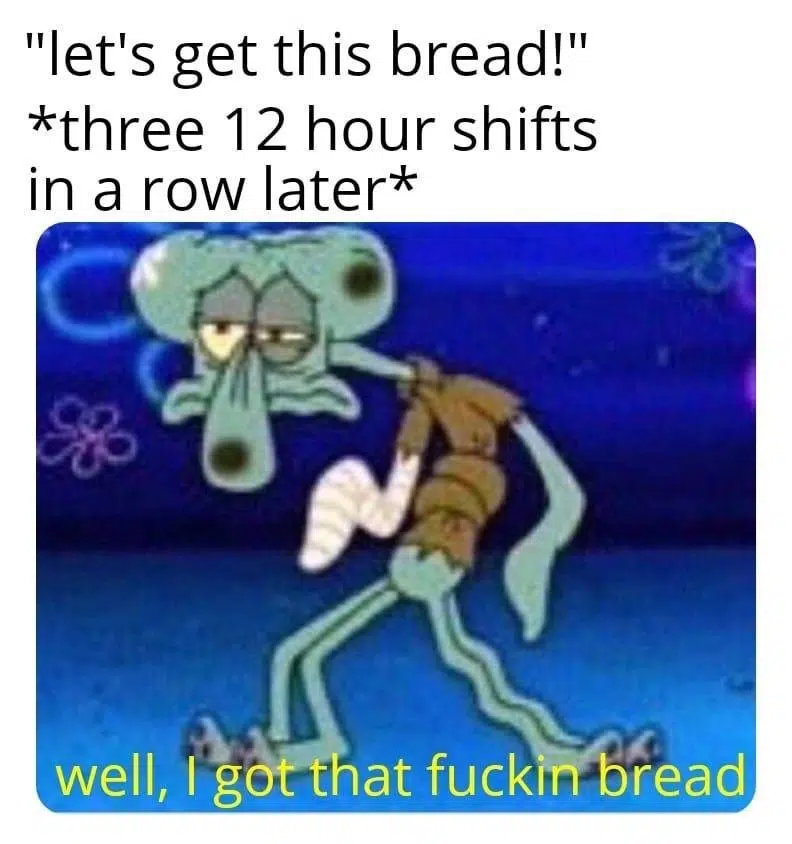 "let's get this bread!"
*three 12 hour shifts
in a row later*
well, I got that fuckin bread